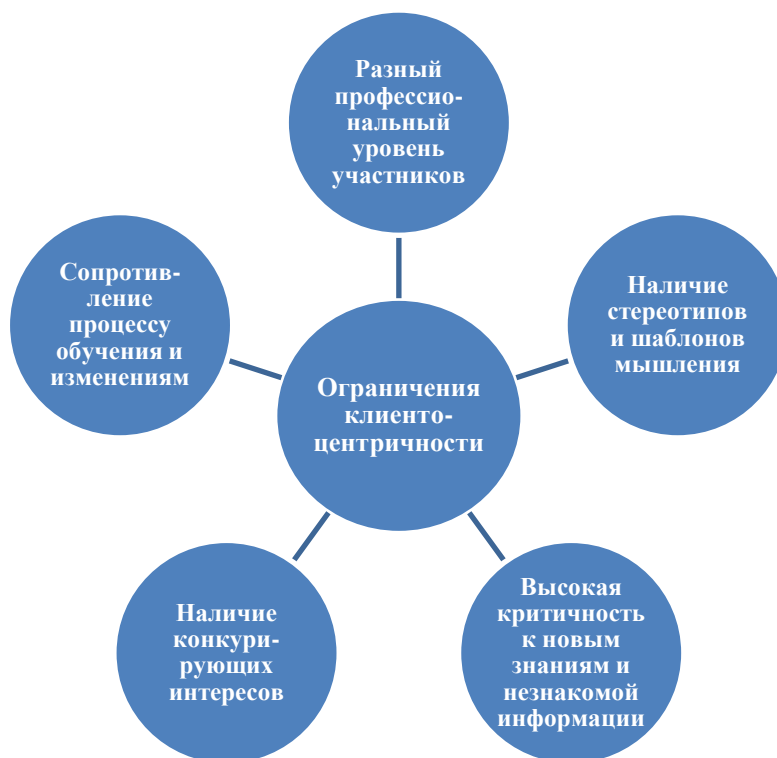 Разный
профессио-
нальный
уровень
участников
Сопротив-
ление
процессу
обучения и
изменениям
Наличие
стереотипов
и шаблонов
мышления
Ограничения
клиенто-
центричности
Наличие
конкури-
рующих
интересов
Высокая
критичность
к новым
знаниям и
незнакомой
информации